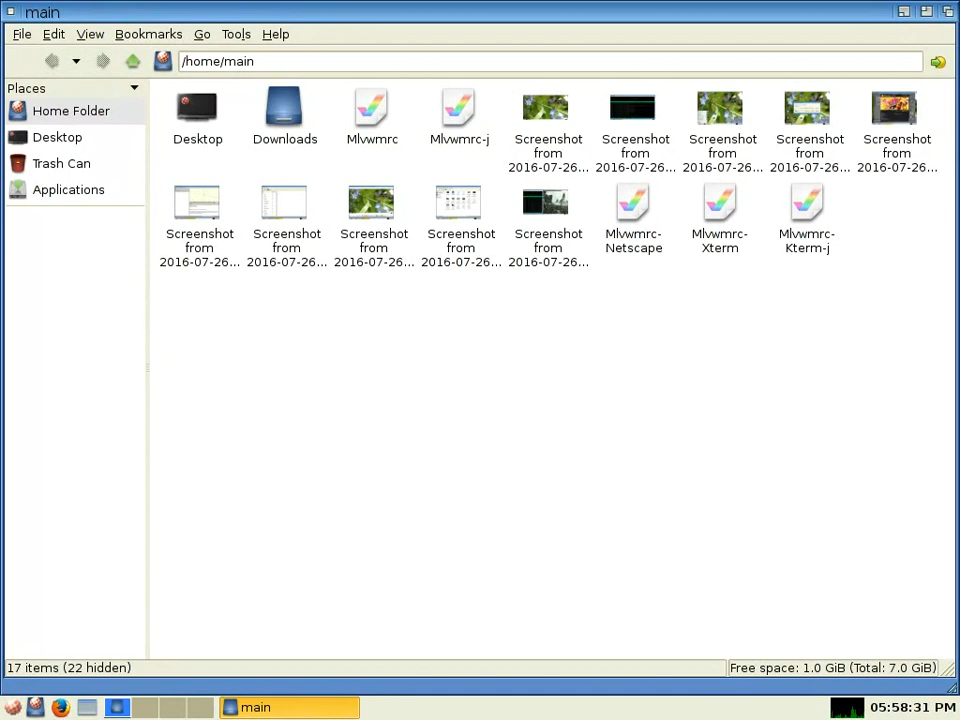 main
File Edit View Bookmarks Go Tools Help
/home/main
Places
Home Folder
Desktop
Trash Can
Applications
Desktop Downloads Mlvwmrc Mlvwmrc-j Screenshot Screenshot Screenshot Screenshot Screenshot
from from from from from
2016-07-26... 2016-07-26... 2016-07-26... 2016-07-26... 2016-07-26...
Screenshot Screenshot Screenshot Screenshot Screenshot Mlvwmrc- Mlvwmrc- Mlvwmrc-
from from from from from Netscape Xterm Kterm-j
2016-07-26... 2016-07-26... 2016-07-26... 2016-07-26... 2016-07-26...
17 items (22 hidden) Free space: 1.0 GiB (Total: 7.0 GiB)
main 05:58:31 PM